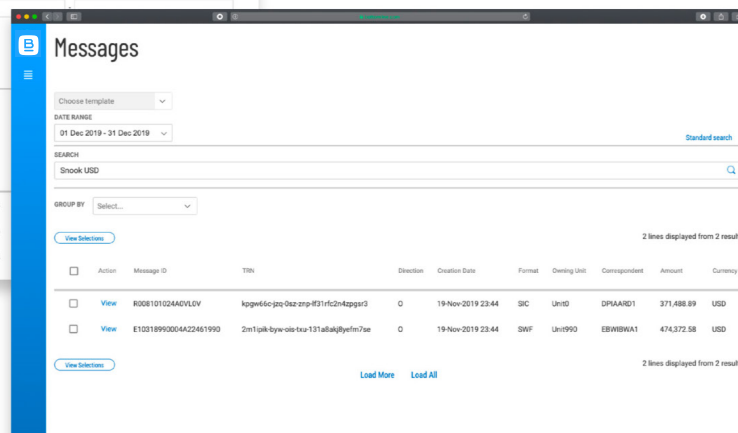 B
Messages
Choose template
DATE RANGE
01 Dec 2019 - 31 Dec 2019
Standard search
SEARCH
Snook USD
GROUP BY Select...
View Selections 2 lines displayed from 2 result
Action Message ID TRN Direction Creation Date Format Owning Unit Correspondent Amount Currency
View R008101024A0VL0V kpgw66c-jzq-0sz-znp-lf31rfc2n4zpgsr3 O 19-Nov-2019 23:44 SIC Unit0 DPIAARD1 371,488.89 USD
View E10318990004A22461990 2m1ipik-byw-ois-txu-131a8akj8yefm7se O 19-Nov-2019 23:44 SWF Unit990 EBWIBWA1 474,372.58 USD
View Selections 2 lines displayed from 2 result
Load More Load All